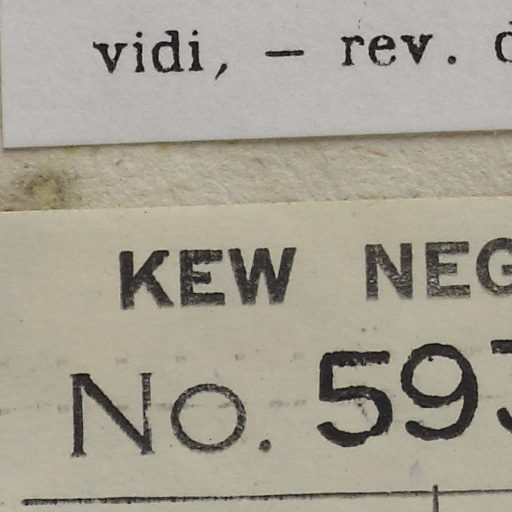 vidi, — rev.
KEW NEG
No. 59